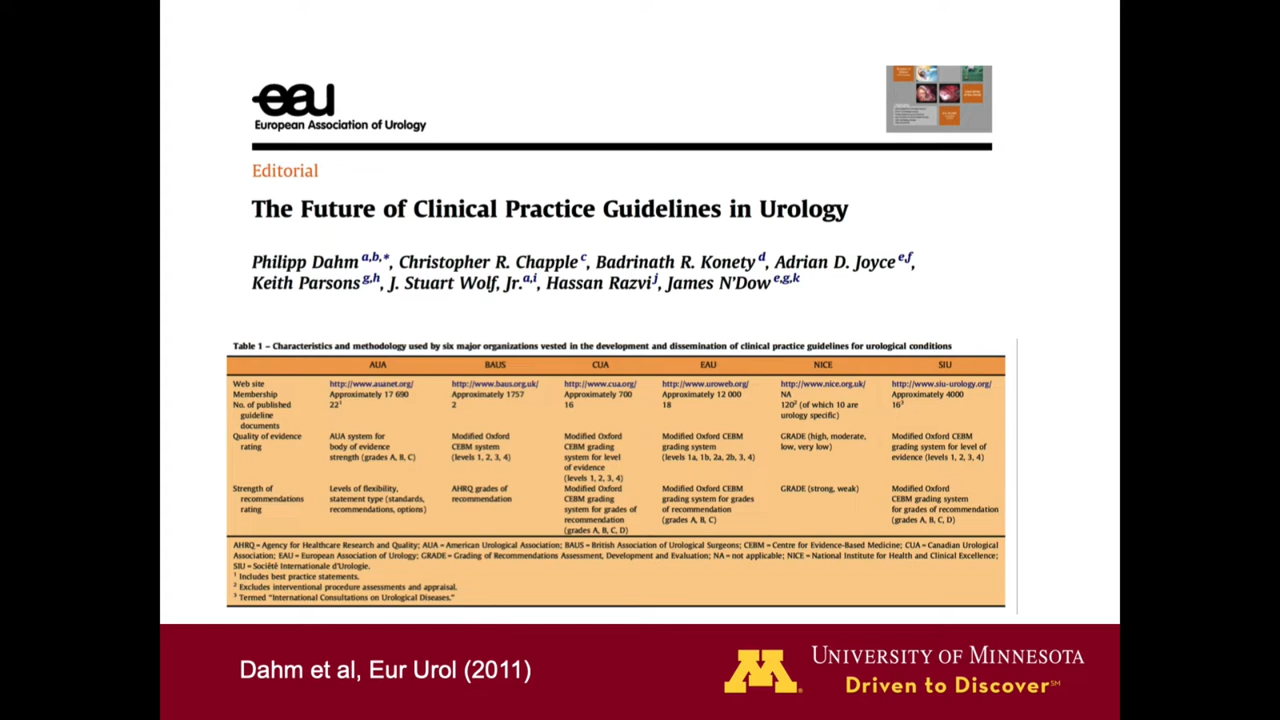 eau
European Association of Urology
Editorial
The Future of Clinical Practice Guidelines in Urology
Philipp Dahm a,b,*, Christopher R. Chapple c, Badrinath R. Konety d, Adrian D. Joyce e,f,
Keith Parsons g,h, J. Stuart Wolf, Jr. a,i, Hassan Razvi j, James N'Dow e,g,k
Table 1 – Characteristics and methodology used by six major organizations vested in the development and dissemination of clinical practice guidelines for urological conditions
AUA BAUS CUA EAU NICE SIU
Web site http://www.auanet.org/ http://www.baus.org.uk/ http://www.cua.org/ http://www.uroweb.org/ http://www.nice.org.uk/ http://www.siu-urology.org/
Membership Approximately 17 690 Approximately 1757 Approximately 700 Approximately 12 000 NA Approximately 4000
No. of published 22¹ 2 16 18 120² (of which 10 are 16³
guideline urology specific)
documents
Quality of evidence AUA system for Modified Oxford Modified Oxford Modified Oxford CEBM GRADE (high, moderate, Modified Oxford CEBM
rating body of evidence CEBM system CEBM grading grading system low, very low) grading system for level of
strength (grades A, B, C) (levels 1, 2, 3, 4) system for level (levels 1a, 1b, 2a, 2b, 3, 4) evidence (levels 1, 2, 3, 4)
of evidence
(levels 1, 2, 3, 4)
Strength of Levels of flexibility, AHRQ grades of Modified Oxford Modified Oxford CEBM GRADE (strong, weak) Modified Oxford
recommendations statement type (standards, recommendation CEBM grading grading system for grades CEBM grading system
rating recommendations, options) system for grades of of recommendation for grades of recommendation
recommendation (grades A, B, C) (grades A, B, C, D)
(grades A, B, C, D)
AHRQ = Agency for Healthcare Research and Quality; AUA = American Urological Association; BAUS = British Association of Urological Surgeons; CEBM = Centre for Evidence-Based Medicine; CUA = Canadian Urological
Association; EAU = European Association of Urology; GRADE = Grading of Recommendations Assessment, Development and Evaluation; NA = not applicable; NICE = National Institute for Health and Clinical Excellence;
SIU = Société Internationale d'Urologie.
¹ Includes best practice statements.
² Excludes interventional procedure assessments and appraisal.
³ Termed "International Consultations on Urological Diseases."
Dahm et al, Eur Urol (2011)
M
UNIVERSITY OF MINNESOTA
Driven to Discover℠